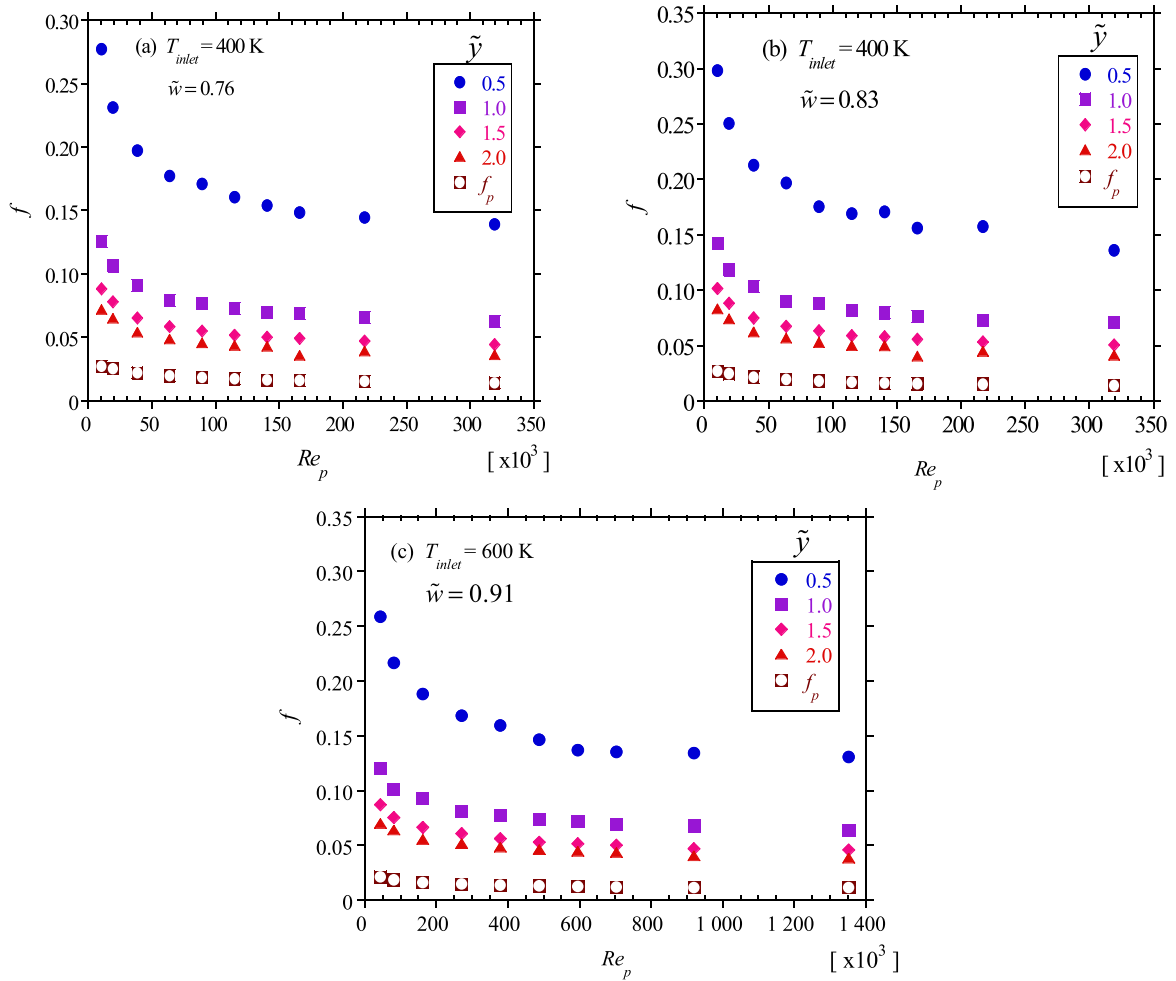 (a) T_inlet = 400 K
w̃ = 0.76
ỹ
0.5
1.0
1.5
2.0
f_p
0.30
0.25
0.20
0.15
0.10
0.05
0
f
0 50 100 150 200 250 300 350
Re_p [ x10³ ]
(b) T_inlet = 400 K
w̃ = 0.83
ỹ
0.5
1.0
1.5
2.0
f_p
0.35
0.30
0.25
0.20
0.15
0.10
0.05
0
f
0 50 100 150 200 250 300 350
Re_p [ x10³ ]
(c) T_inlet = 600 K
w̃ = 0.91
ỹ
0.5
1.0
1.5
2.0
f_p
0.35
0.30
0.25
0.20
0.15
0.10
0.05
0
f
0 200 400 600 800 1 000 1 200 1 400
Re_p [ x10³ ]